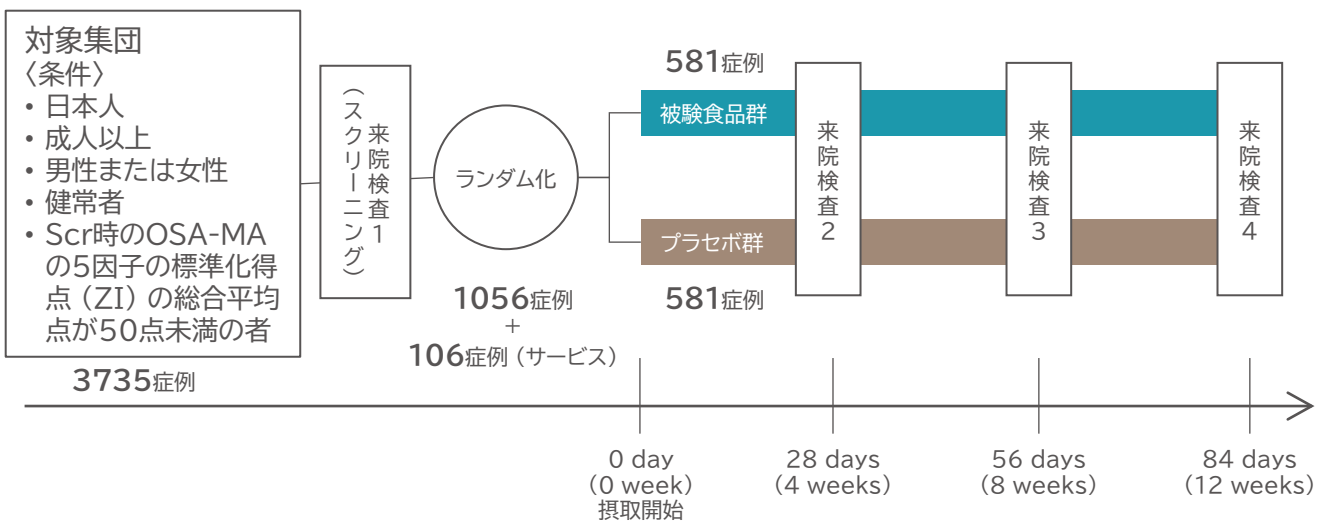 対象集団
〈条件〉
• 日本人
• 成人以上
• 男性または女性
• 健常者
• Scr時のOSA-MA
の5因子の標準化得
点（ZI）の総合平均
点が50点未満の者
3735症例
来院検査1
（スクリーニング）
ランダム化
1056症例
+
106症例（サービス）
581症例
被験食品群
プラセボ群
581症例
来院検査2
来院検査3
来院検査4
0 day
(0 week)
摂取開始
28 days
(4 weeks)
56 days
(8 weeks)
84 days
(12 weeks)